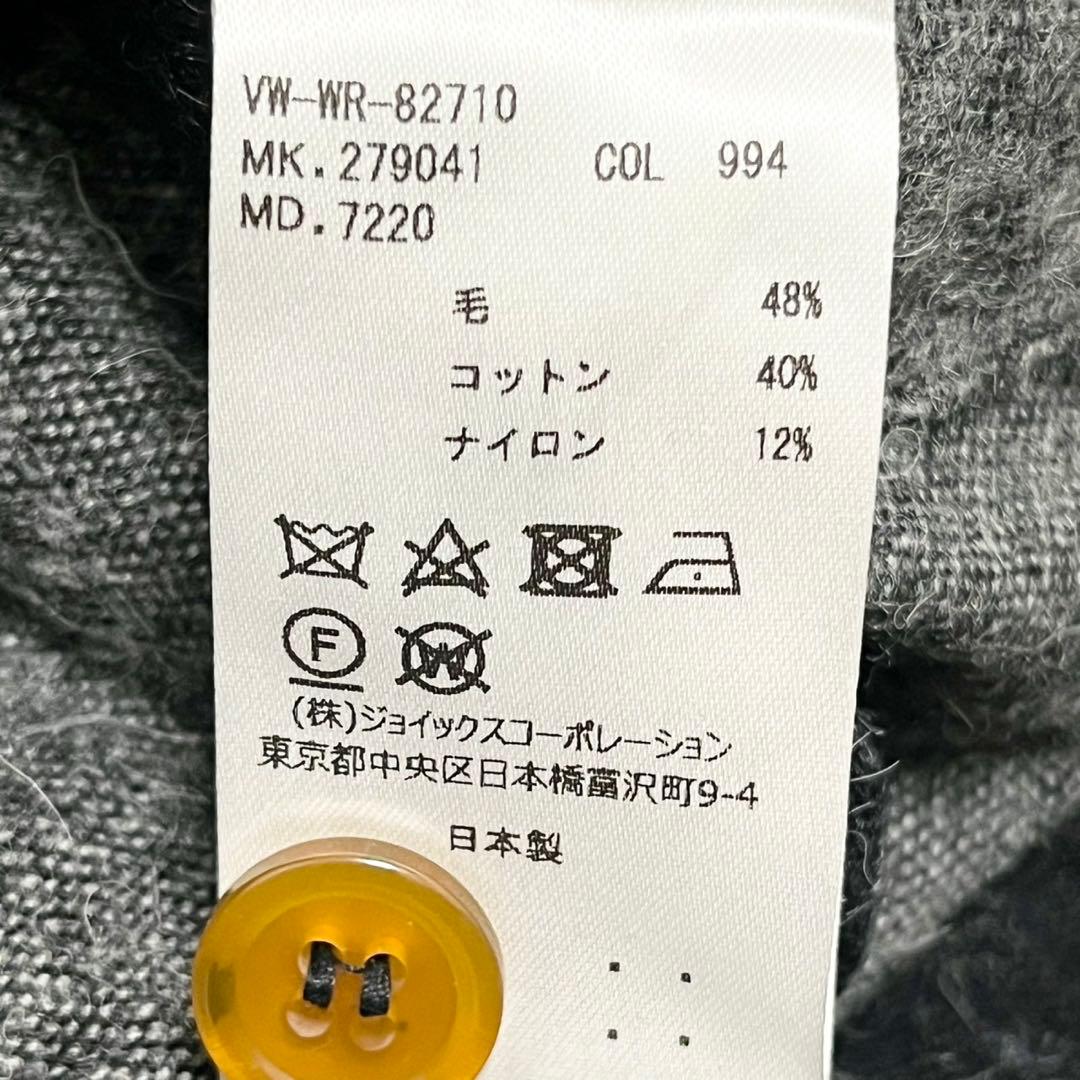 VW-WR-82710
MK.279041 COL 994
MD.7220
毛 48%
コットン 40%
ナイロン 12%
F W
(株)ジョイックスコーポレーション
東京都中央区日本橋富沢町9-4
日本製